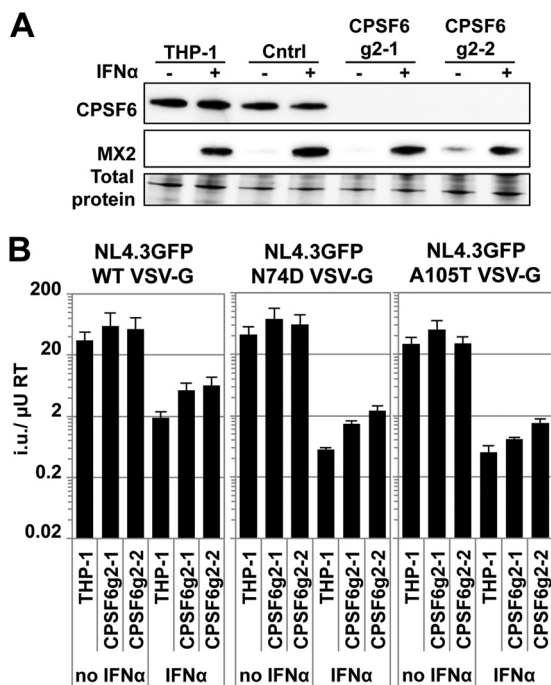 A
THP-1 Cntrl CPSF6 g2-1 CPSF6 g2-2
IFNα - + - + - + - +
CPSF6
MX2
Total protein
B
NL4.3GFP WT VSV-G
NL4.3GFP N74D VSV-G
NL4.3GFP A105T VSV-G
i.u./ µU RT
200
20
2
0.2
0.02
THP-1 CPSF6g2-1 CPSF6g2-2 THP-1 CPSF6g2-1 CPSF6g2-2 THP-1 CPSF6g2-1 CPSF6g2-2 THP-1 CPSF6g2-1 CPSF6g2-2 THP-1 CPSF6g2-1 CPSF6g2-2 THP-1 CPSF6g2-1 CPSF6g2-2
no IFNα IFNα no IFNα IFNα no IFNα IFNα